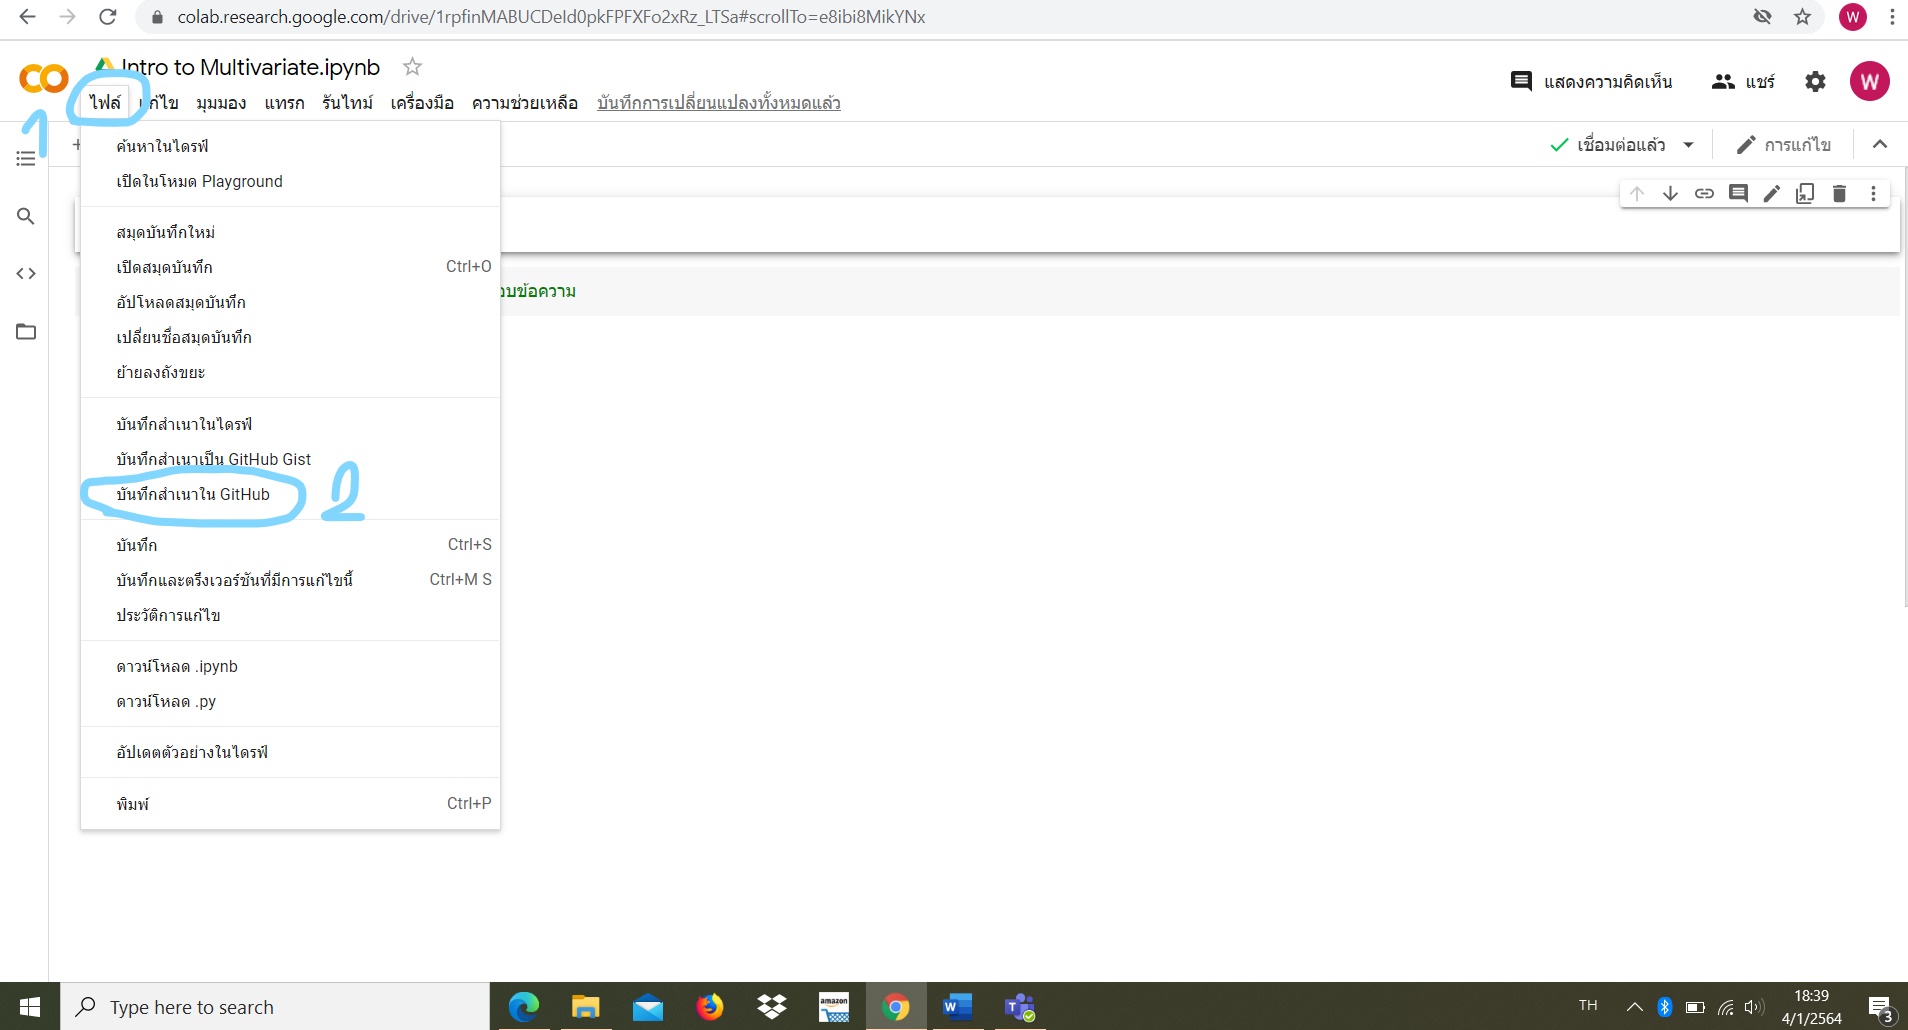 colab.research.google.com/drive/1rpfinMABUCDeId0pkFPFXFo2xRz_LTSa#scrollTo=e8ibi8MikYNx
W
Intro to Multivariate.ipynb
ไฟล์ แก้ไข มุมมอง แทรก รันไทม์ เครื่องมือ ความช่วยเหลือ บันทึกการเปลี่ยนแปลงทั้งหมดแล้ว
แสดงความคิดเห็น แชร์ W
1
เชื่อมต่อแล้ว การแก้ไข
ค้นหาในไดรฟ์
เปิดในโหมด Playground
สมุดบันทึกใหม่
เปิดสมุดบันทึก Ctrl+O
อัปโหลดสมุดบันทึก
เปลี่ยนชื่อสมุดบันทึก
ย้ายลงถังขยะ
อบข้อความ
บันทึกสำเนาในไดรฟ์
บันทึกสำเนาเป็น GitHub Gist
บันทึกสำเนาใน GitHub 2
บันทึก Ctrl+S
บันทึกและตรึงเวอร์ชันที่มีการแก้ไขนี้ Ctrl+M S
ประวัติการแก้ไข
ดาวน์โหลด .ipynb
ดาวน์โหลด .py
อัปเดตตัวอย่างในไดรฟ์
พิมพ์ Ctrl+P
Type here to search
amazon
W
T
TH
18:39
4/1/2564
3